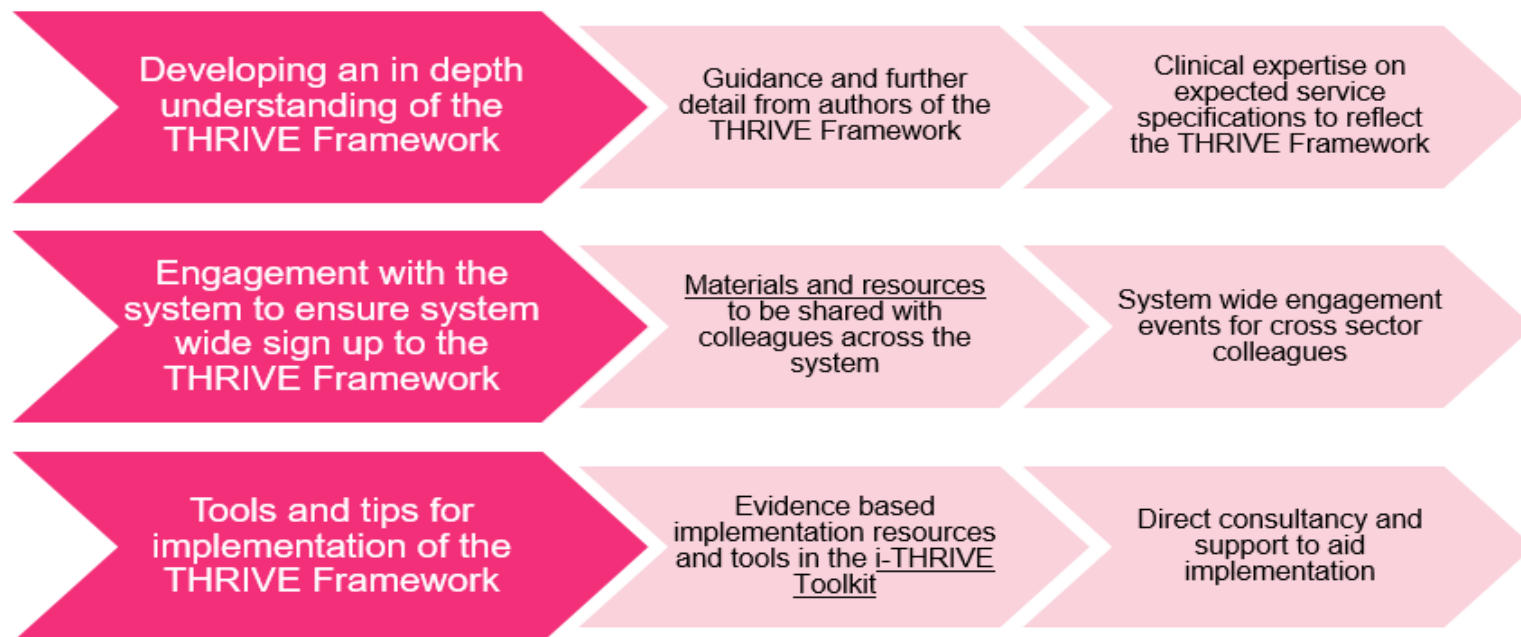 Developing an in depth
understanding of the
THRIVE Framework
Guidance and further
detail from authors of the
THRIVE Framework
Clinical expertise on
expected service
specifications to reflect
the THRIVE Framework
Engagement with the
system to ensure system
wide sign up to the
THRIVE Framework
Materials and resources
to be shared with
colleagues across the
system
System wide engagement
events for cross sector
colleagues
Tools and tips for
implementation of the
THRIVE Framework
Evidence based
implementation resources
and tools in the i-THRIVE
Toolkit
Direct consultancy and
support to aid
implementation